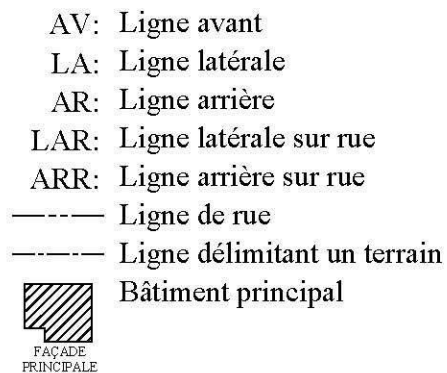 AV: Ligne avant
LA: Ligne latérale
AR: Ligne arrière
LAR: Ligne latérale sur rue
ARR: Ligne arrière sur rue
Ligne de rue
Ligne délimitant un terrain
Bâtiment principal
FAÇADE
PRINCIPALE